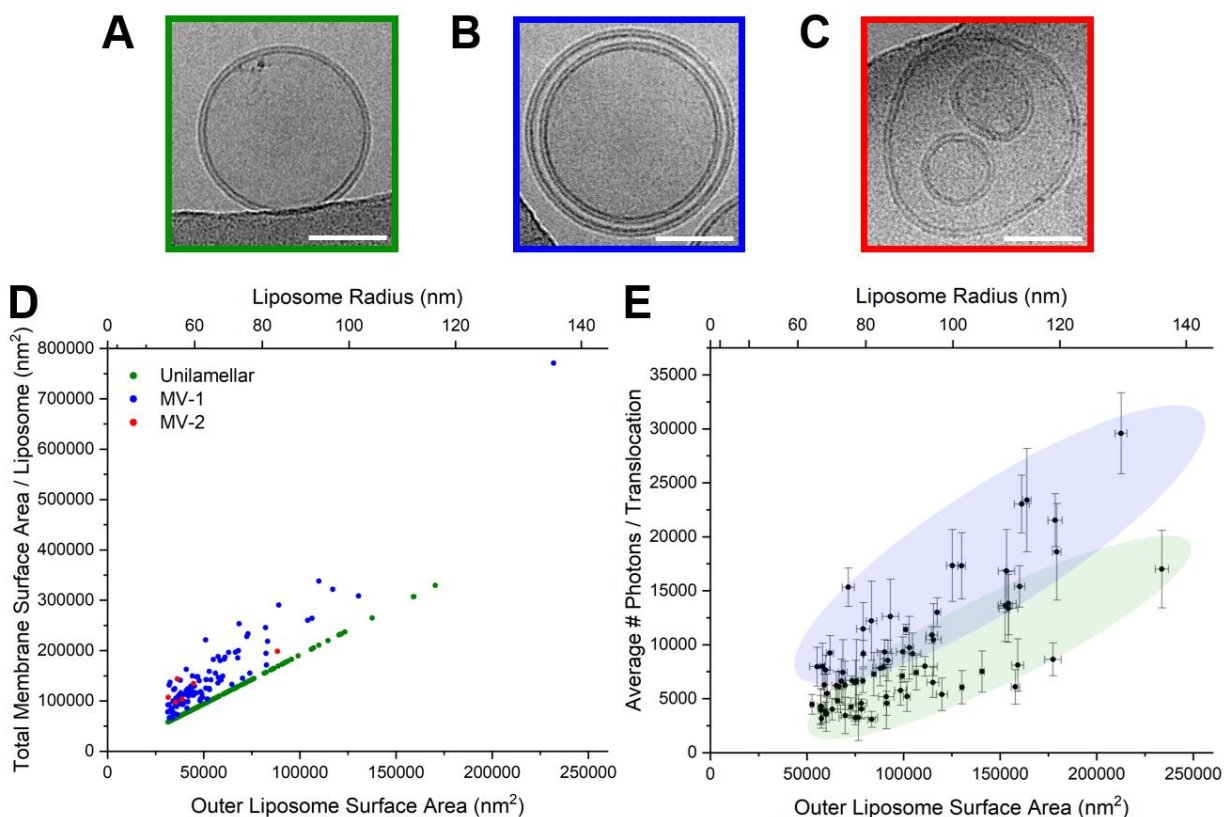 A
B
C
D
Liposome Radius (nm)
0 60 80 100 120 140
Total Membrane Surface Area / Liposome (nm²)
800000
700000
600000
500000
400000
300000
200000
100000
0
Unilamellar
MV-1
MV-2
0 50000 100000 150000 200000 250000
Outer Liposome Surface Area (nm²)
E
Liposome Radius (nm)
0 60 80 100 120 140
Average # Photons / Translocation
35000
30000
25000
20000
15000
10000
5000
0
0 50000 100000 150000 200000 250000
Outer Liposome Surface Area (nm²)